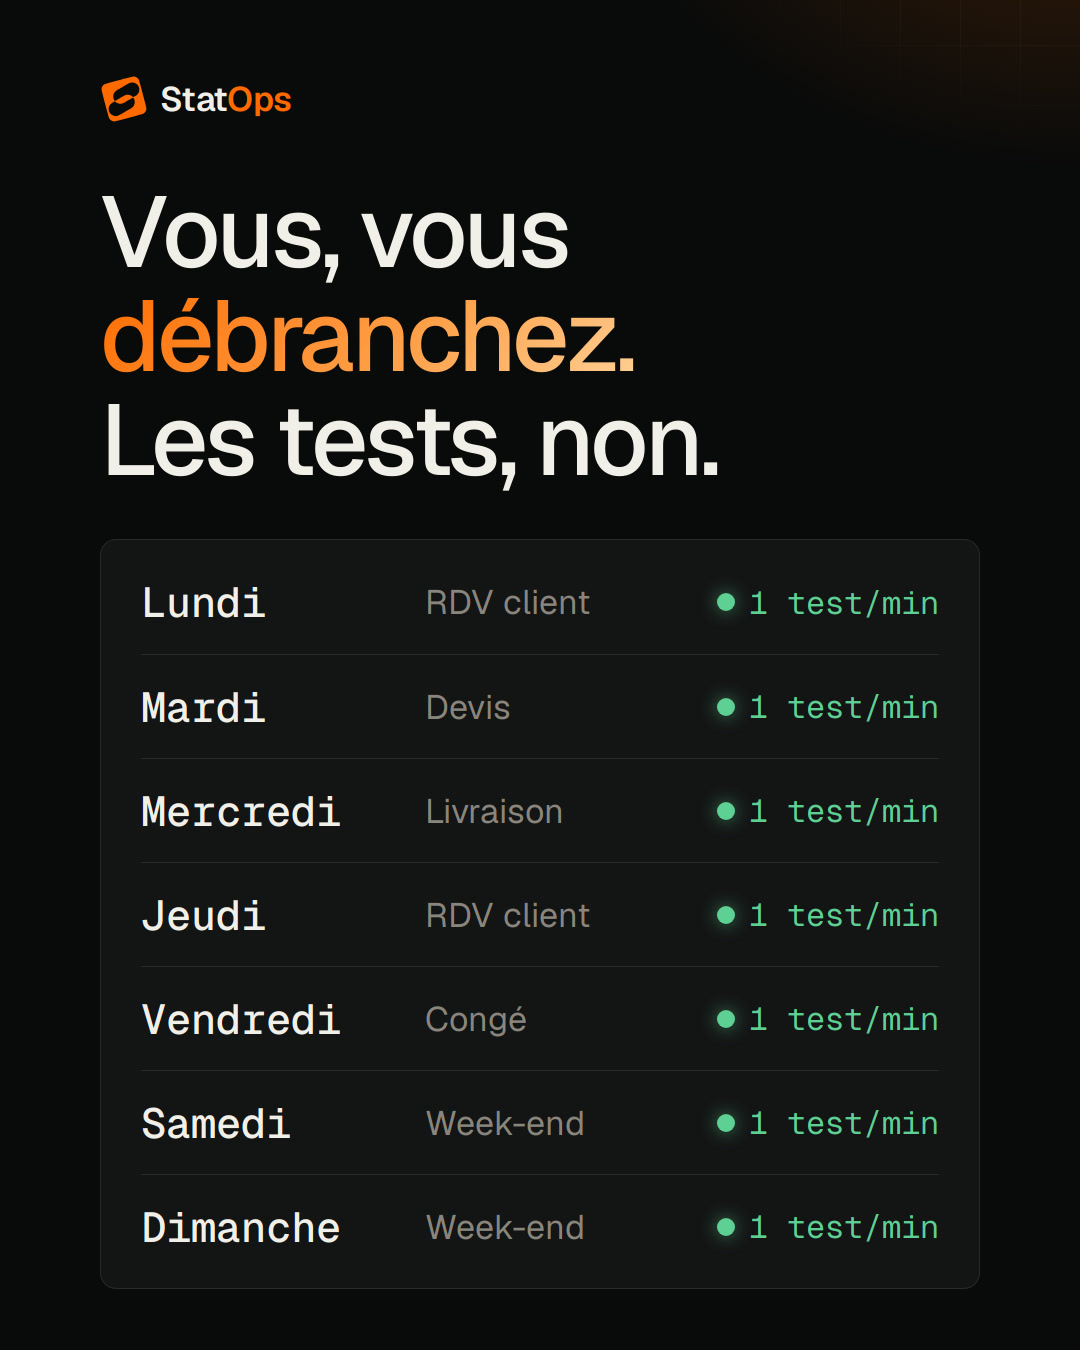 StatOps
Vous, vous
débranchez.
Les tests, non.
Lundi RDV client 1 test/min
Mardi Devis 1 test/min
Mercredi Livraison 1 test/min
Jeudi RDV client 1 test/min
Vendredi Congé 1 test/min
Samedi Week-end 1 test/min
Dimanche Week-end 1 test/min